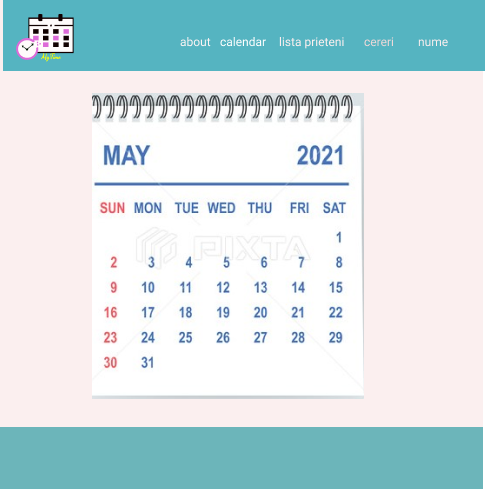 MyTime
about calendar lista prieteni cereri nume
MAY 2021
SUN MON TUE WED THU FRI SAT
1
2 3 4 5 6 7 8
9 10 11 12 13 14 15
16 17 18 19 20 21 22
23 24 25 26 27 28 29
30 31
PIXTA